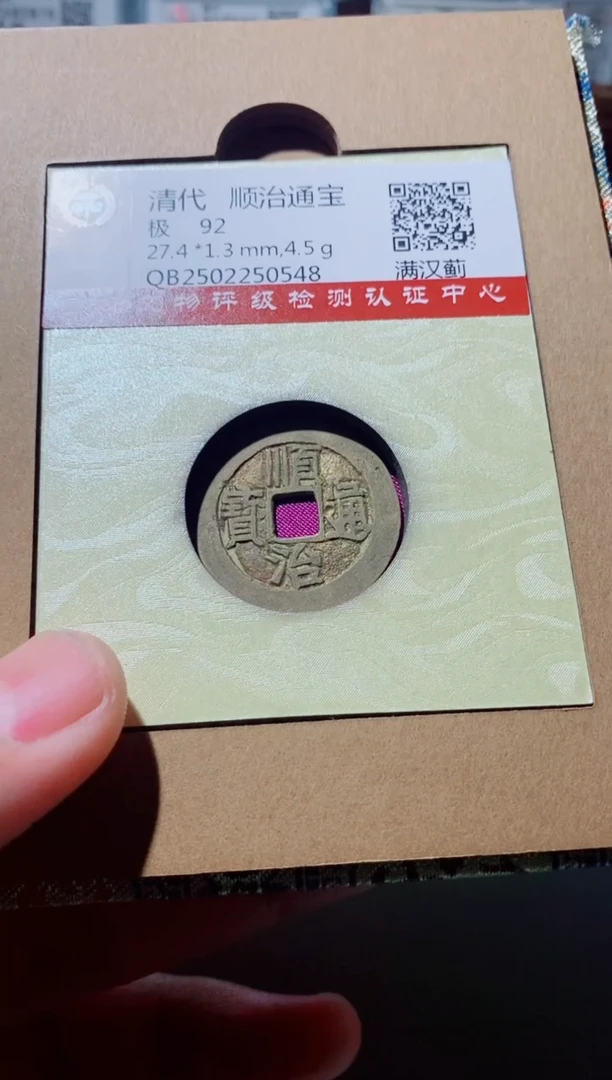 清代 顺治通宝
极 92
27.4 *1.3 mm,4.5 g
QB2502250548
满汉蓟
物评级检测认证中心
順治通寳